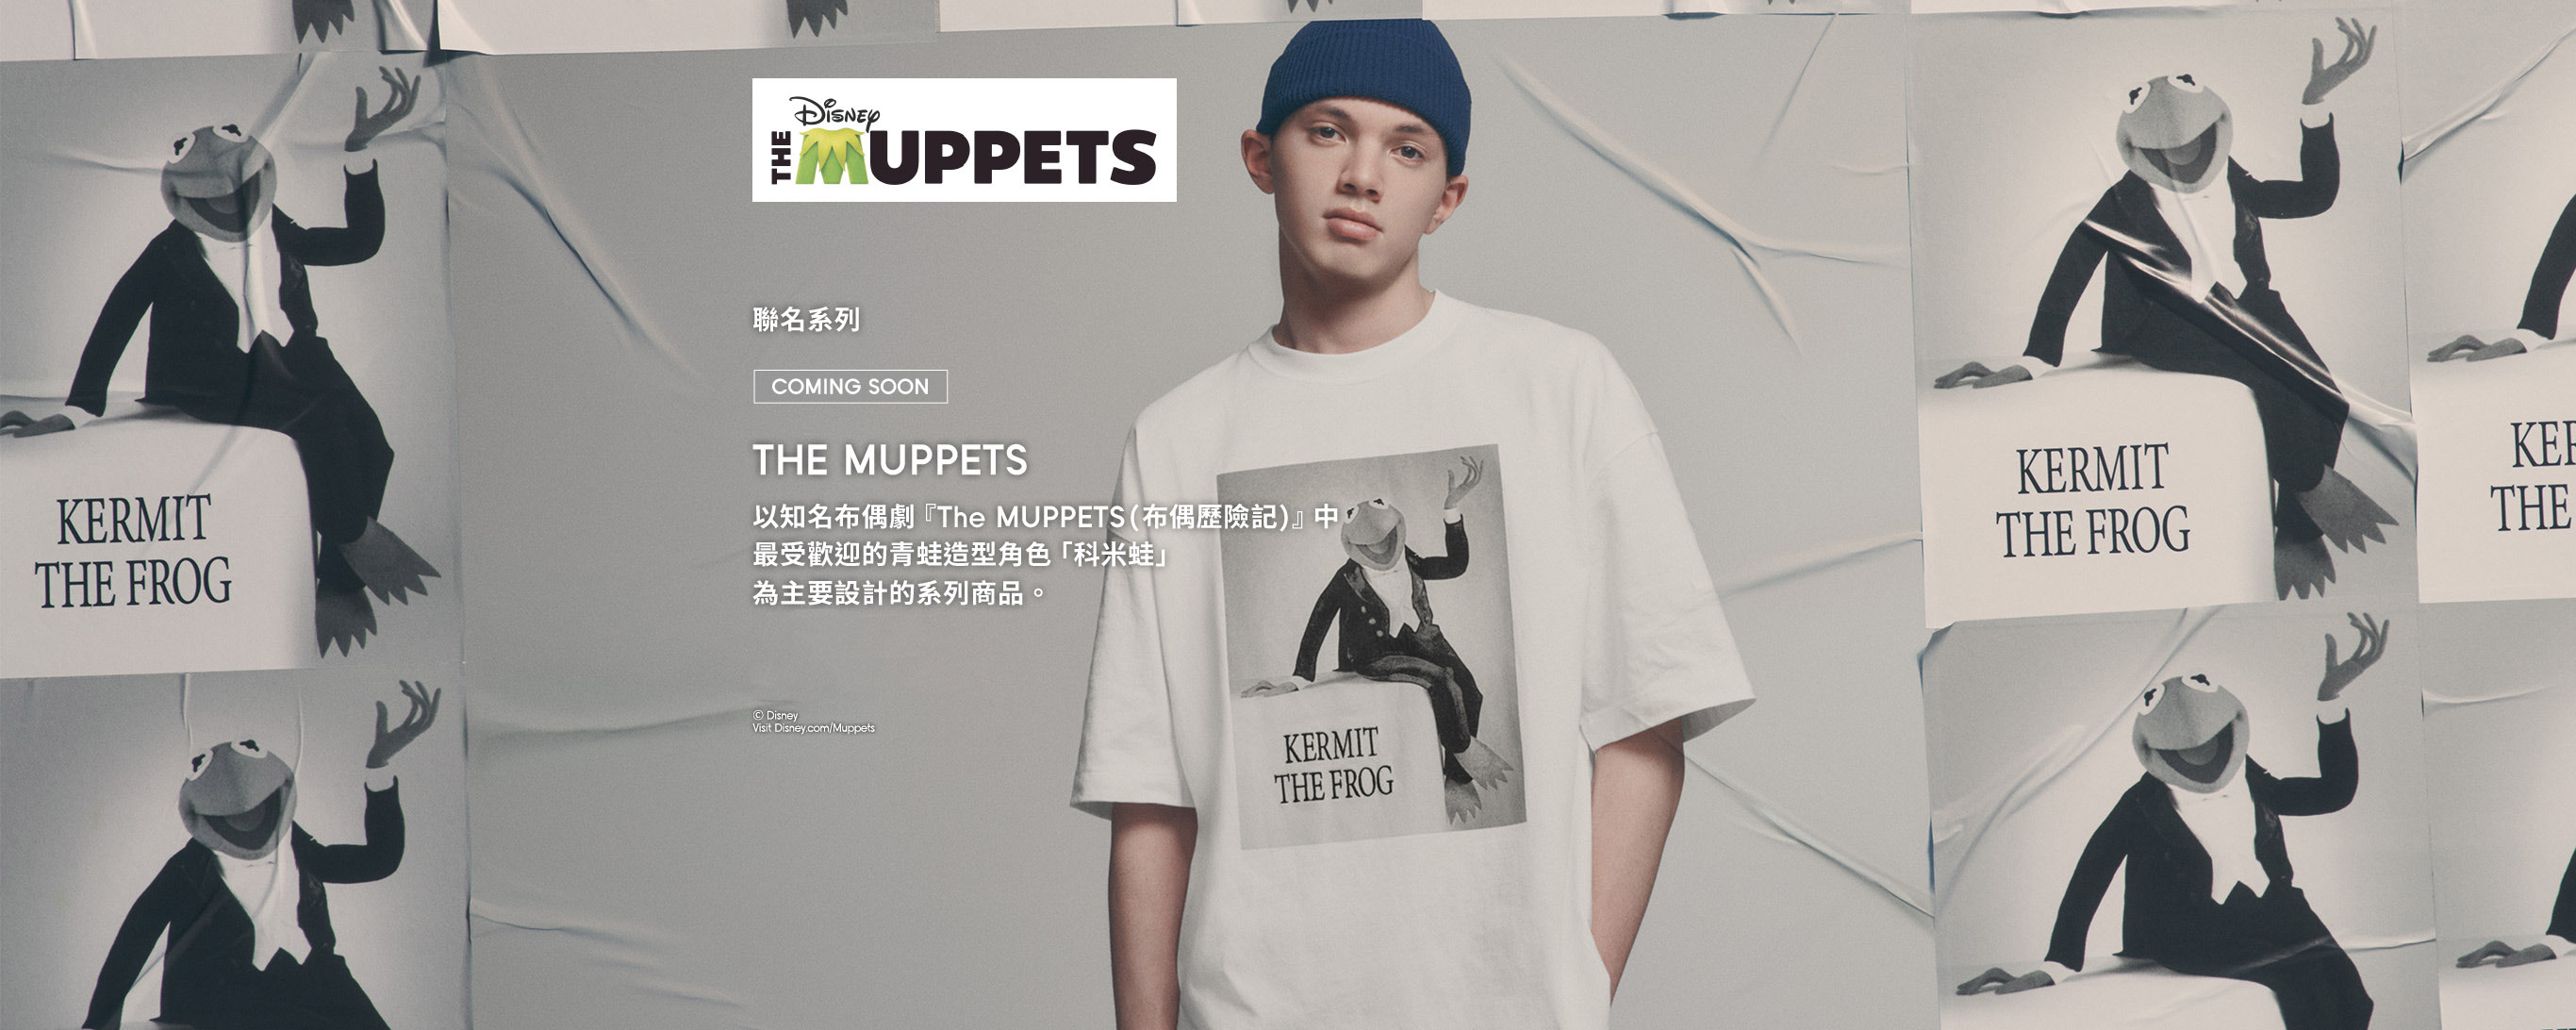 DISNEY
THE MUPPETS
聯名系列
COMING SOON
THE MUPPETS
以知名布偶劇『The MUPPETS(布偶歷險記)』中
最受歡迎的青蛙造型角色「科米蛙」
為主要設計的系列商品。
© Disney
Visit Disney.com/Muppets
KERMIT
THE FROG
KERMIT
THE FROG
KERMIT
THE FROG
KER
THE